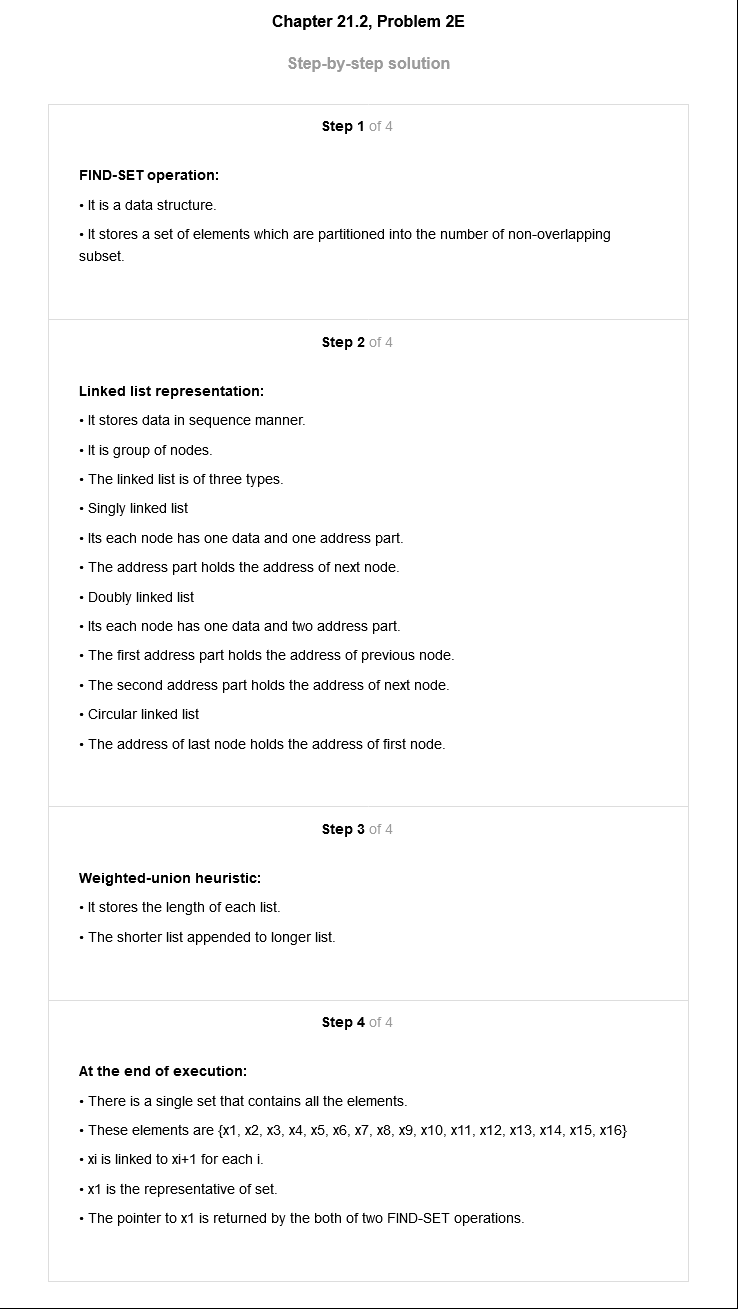 Chapter 21.2, Problem 2E
Step-by-step solution
Step 1 of 4
FIND-SET operation:
• It is a data structure.
• It stores a set of elements which are partitioned into the number of non-overlapping
subset.
Step 2 of 4
Linked list representation:
• It stores data in sequence manner.
• It is group of nodes.
• The linked list is of three types.
• Singly linked list
• Its each node has one data and one address part.
• The address part holds the address of next node.
• Doubly linked list
• Its each node has one data and two address part.
• The first address part holds the address of previous node.
• The second address part holds the address of next node.
• Circular linked list
• The address of last node holds the address of first node.
Step 3 of 4
Weighted-union heuristic:
• It stores the length of each list.
• The shorter list appended to longer list.
Step 4 of 4
At the end of execution:
• There is a single set that contains all the elements.
• These elements are {x1, x2, x3, x4, x5, x6, x7, x8, x9, x10, x11, x12, x13, x14, x15, x16}
• xi is linked to xi+1 for each i.
• x1 is the representative of set.
• The pointer to x1 is returned by the both of two FIND-SET operations.